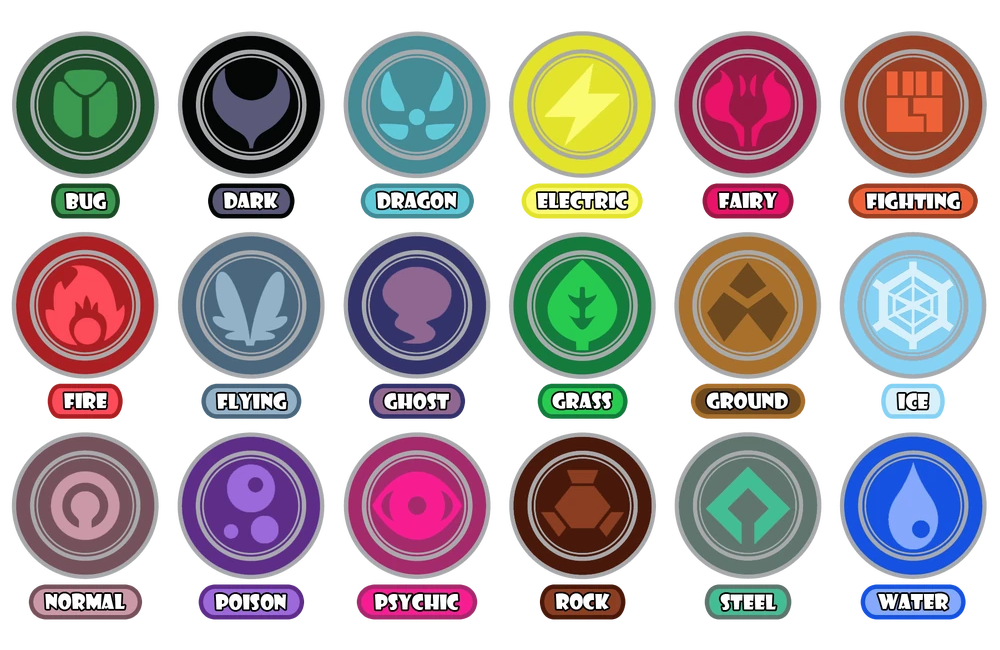 BUG DARK DRAGON ELECTRIC FAIRY FIGHTING
FIRE FLYING GHOST GRASS GROUND ICE
NORMAL POISON PSYCHIC ROCK STEEL WATER